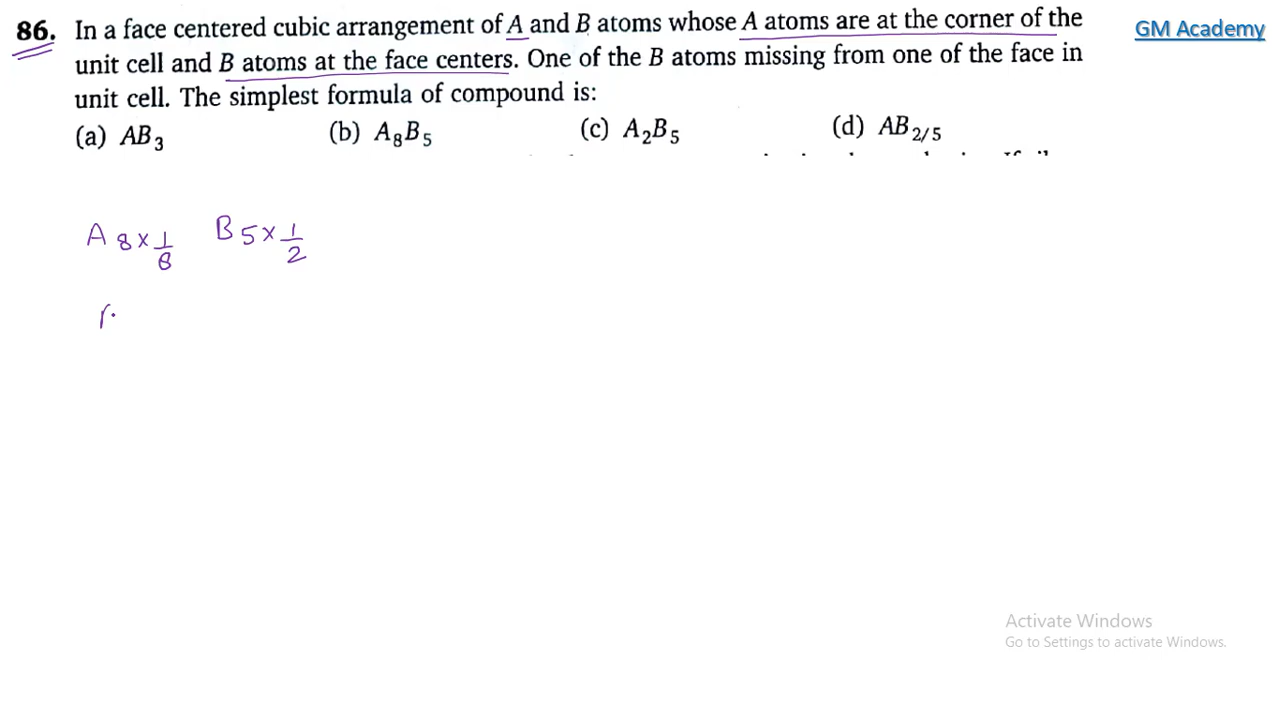 86. In a face centered cubic arrangement of A and B atoms whose A atoms are at the corner of the
GM Academy
unit cell and B atoms at the face centers. One of the B atoms missing from one of the face in
unit cell. The simplest formula of compound is:
(a) AB3 (b) A8B5 (c) A2B5 (d) AB2/5
A 8 × 1/8 B 5 × 1/2
Activate Windows
Go to Settings to activate Windows.